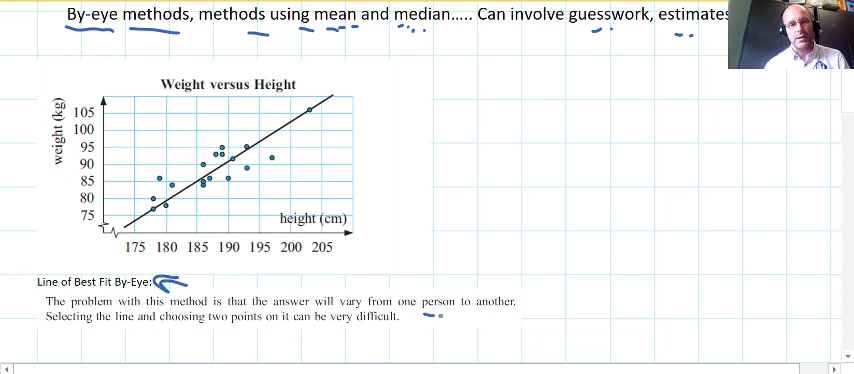 By-eye methods, methods using mean and median..... Can involve guesswork, estimates
Weight versus Height
weight (kg)
105
100
95
90
85
80
75
height (cm)
175 180 185 190 195 200 205
Line of Best Fit By-Eye:
The problem with this method is that the answer will vary from one person to another.
Selecting the line and choosing two points on it can be very difficult.